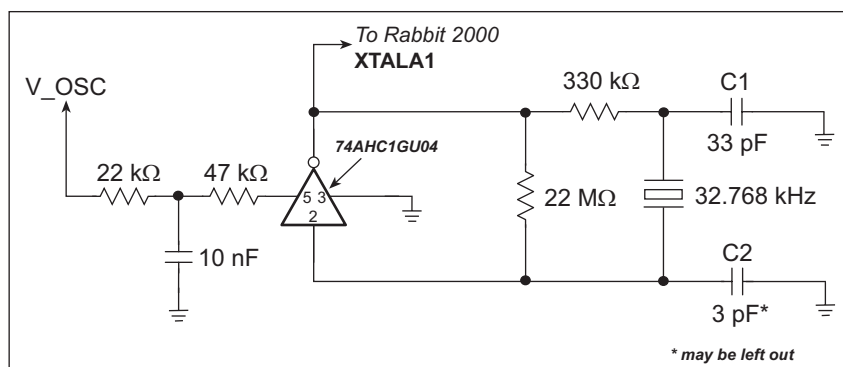 To Rabbit 2000
XTALA1
V_OSC
330 kΩ
C1
33 pF
74AHC1GU04
22 kΩ
47 kΩ
5 3
2
22 MΩ
32.768 kHz
10 nF
C2
3 pF*
* may be left out